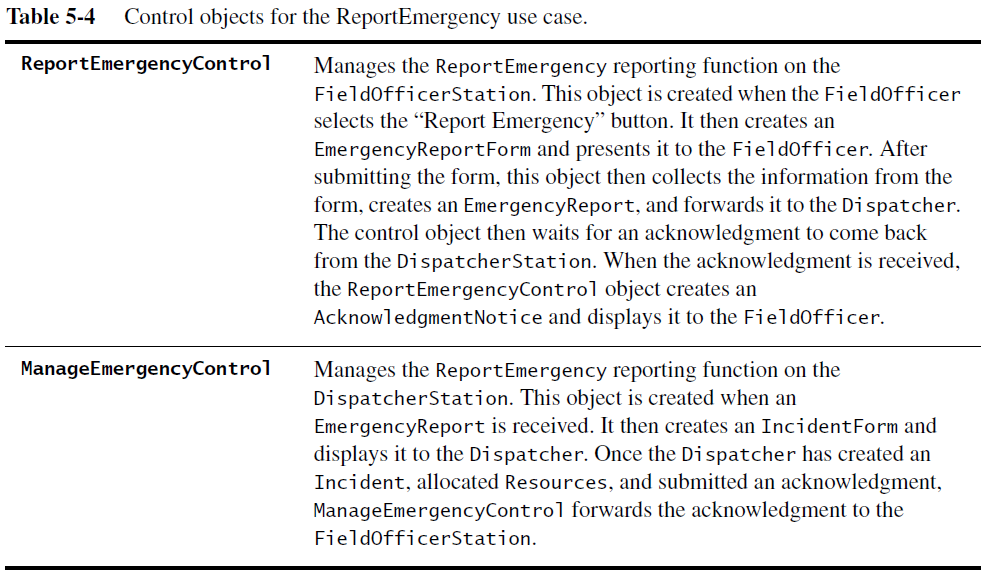 Table 5-4 Control objects for the ReportEmergency use case.
ReportEmergencyControl
Manages the ReportEmergency reporting function on the
FieldOfficerStation. This object is created when the FieldOfficer
selects the “Report Emergency” button. It then creates an
EmergencyReportForm and presents it to the FieldOfficer. After
submitting the form, this object then collects the information from the
form, creates an EmergencyReport, and forwards it to the Dispatcher.
The control object then waits for an acknowledgment to come back
from the DispatcherStation. When the acknowledgment is received,
the ReportEmergencyControl object creates an
AcknowledgmentNotice and displays it to the FieldOfficer.
ManageEmergencyControl
Manages the ReportEmergency reporting function on the
DispatcherStation. This object is created when an
EmergencyReport is received. It then creates an IncidentForm and
displays it to the Dispatcher. Once the Dispatcher has created an
Incident, allocated Resources, and submitted an acknowledgment,
ManageEmergencyControl forwards the acknowledgment to the
FieldOfficerStation.